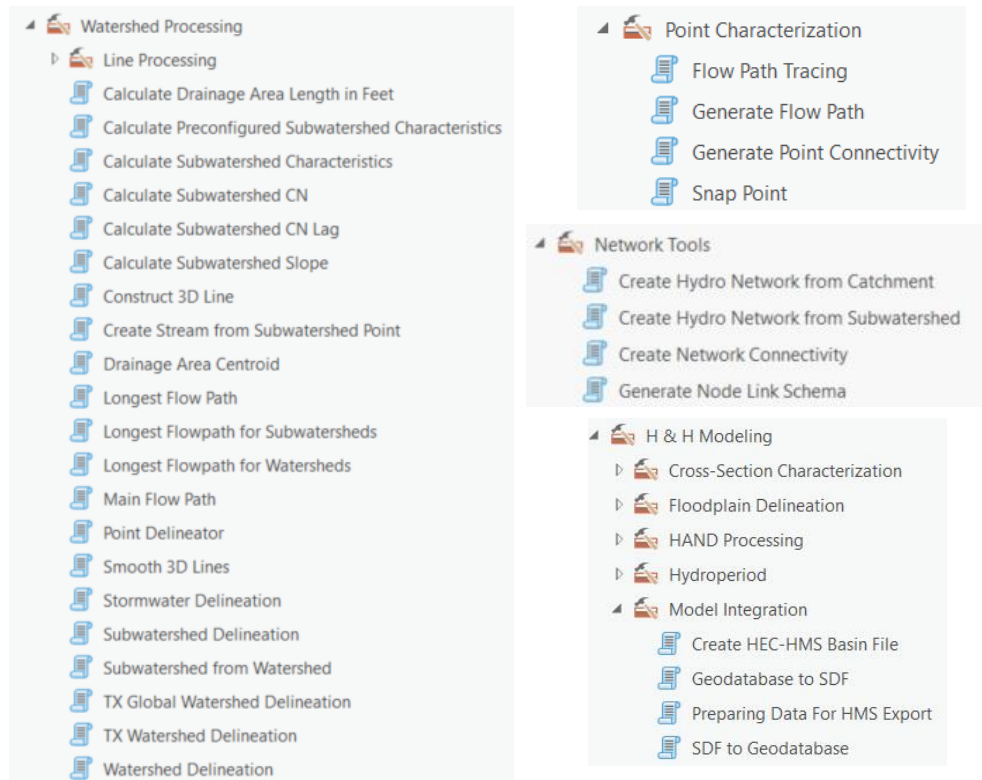 Watershed Processing
Line Processing
Calculate Drainage Area Length in Feet
Calculate Preconfigured Subwatershed Characteristics
Calculate Subwatershed Characteristics
Calculate Subwatershed CN
Calculate Subwatershed CN Lag
Calculate Subwatershed Slope
Construct 3D Line
Create Stream from Subwatershed Point
Drainage Area Centroid
Longest Flow Path
Longest Flowpath for Subwatersheds
Longest Flowpath for Watersheds
Main Flow Path
Point Delineator
Smooth 3D Lines
Stormwater Delineation
Subwatershed Delineation
Subwatershed from Watershed
TX Global Watershed Delineation
TX Watershed Delineation
Watershed Delineation
Point Characterization
Flow Path Tracing
Generate Flow Path
Generate Point Connectivity
Snap Point
Network Tools
Create Hydro Network from Catchment
Create Hydro Network from Subwatershed
Create Network Connectivity
Generate Node Link Schema
H & H Modeling
Cross-Section Characterization
Floodplain Delineation
HAND Processing
Hydroperiod
Model Integration
Create HEC-HMS Basin File
Geodatabase to SDF
Preparing Data For HMS Export
SDF to Geodatabase